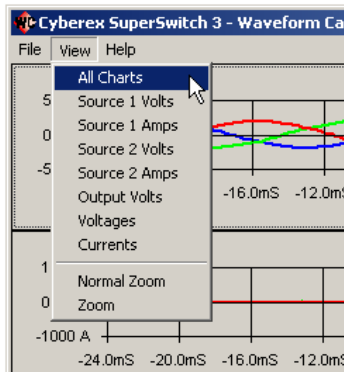 Cyberex SuperSwitch 3 - Waveform Ca
File View Help
All Charts
Source 1 Volts
Source 1 Amps
Source 2 Volts
Source 2 Amps
Output Volts
Voltages
Currents
Normal Zoom
Zoom
5
0
-5
-16.0mS -12.0m
1
0
-1000 A
-24.0mS -20.0mS -16.0mS -12.0m